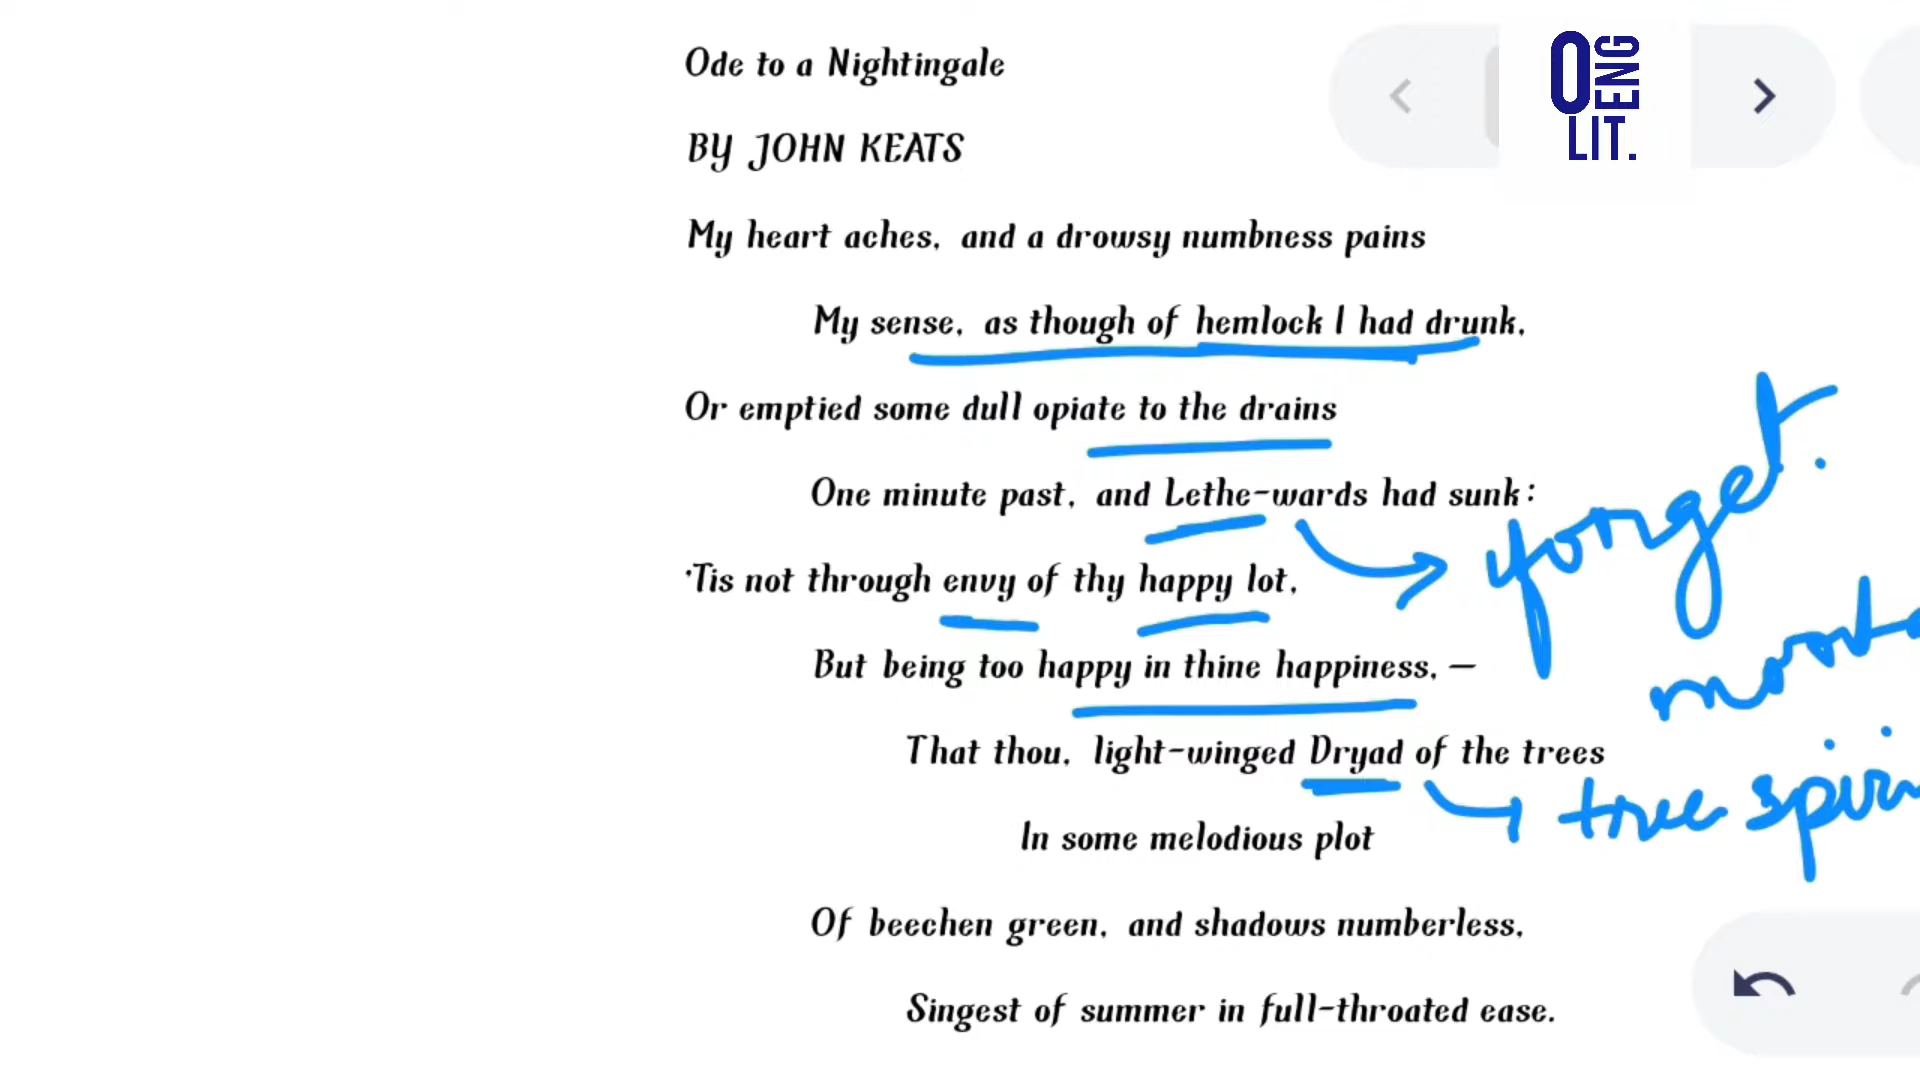 Ode to a Nightingale
BY JOHN KEATS
O ENG
LIT.
My heart aches, and a drowsy numbness pains
My sense, as though of hemlock I had drunk,
Or emptied some dull opiate to the drains
One minute past, and Lethe-wards had sunk:
forget.
'Tis not through envy of thy happy lot,
But being too happy in thine happiness,—
That thou, light-winged Dryad of the trees
tree
In some melodious plot
Of beechen green, and shadows numberless,
Singest of summer in full-throated ease.